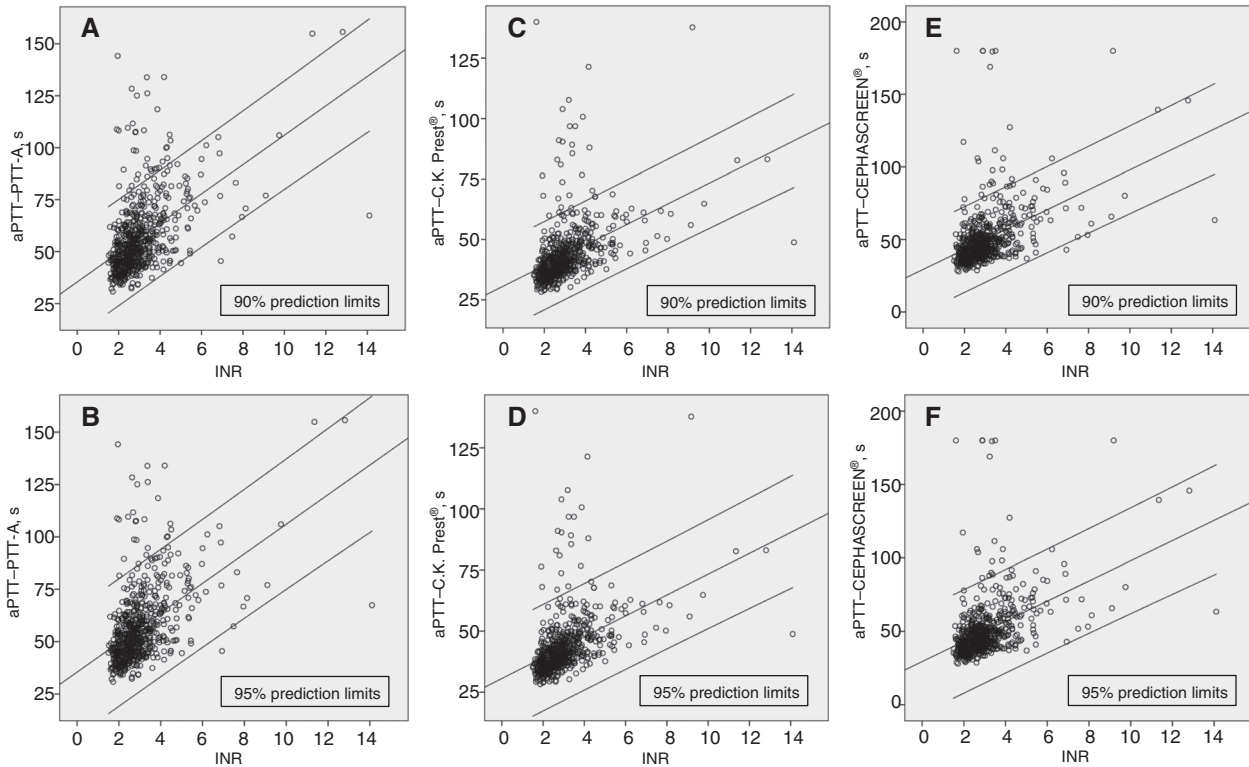 A
aPTT–PTT-A, s
150
125
100
75
50
25
90% prediction limits
0 2 4 6 8 10 12 14
INR
C
aPTT–C.K. Prest®, s
125
100
75
50
25
90% prediction limits
0 2 4 6 8 10 12 14
INR
E
aPTT–CEPHASCREEN®, s
200
150
100
50
0
90% prediction limits
0 2 4 6 8 10 12 14
INR
B
aPTT–PTT-A, s
150
125
100
75
50
25
95% prediction limits
0 2 4 6 8 10 12 14
INR
D
aPTT–C.K. Prest®, s
125
100
75
50
25
95% prediction limits
0 2 4 6 8 10 12 14
INR
F
aPTT–CEPHASCREEN®, s
200
150
100
50
0
95% prediction limits
0 2 4 6 8 10 12 14
INR